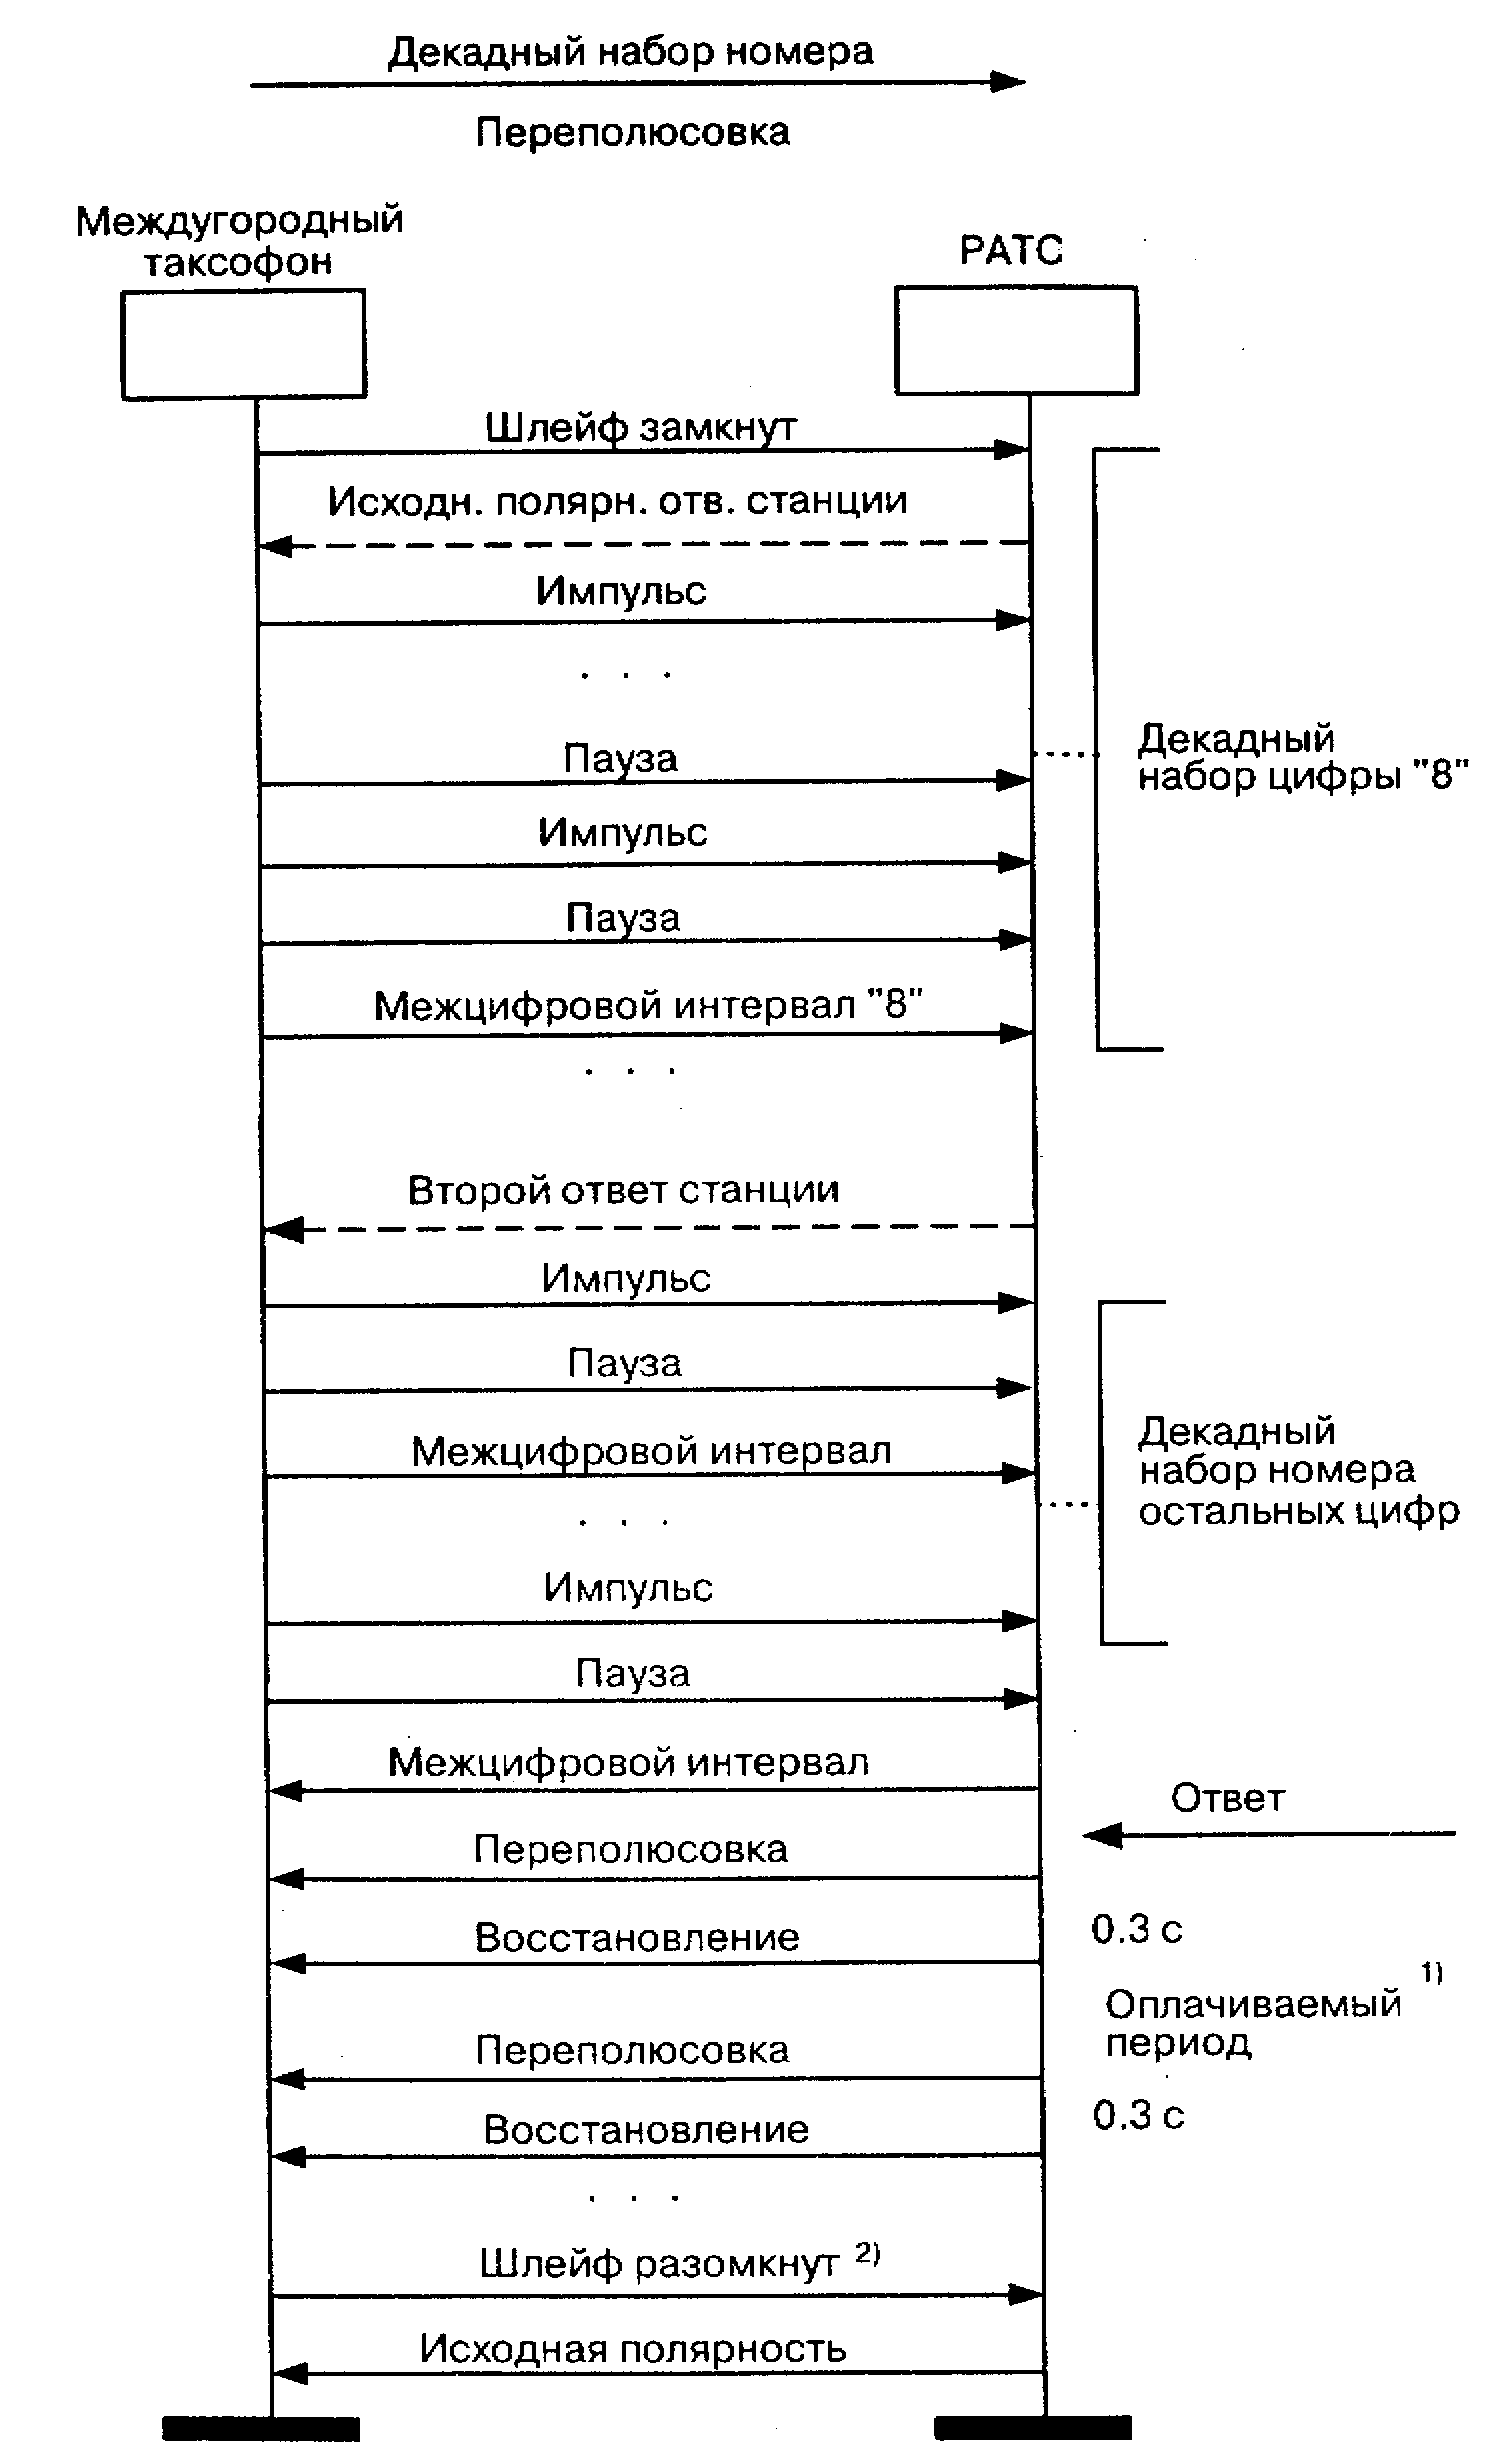 Декадный набор номера
Переполюсовка
Междугородный
таксофон
РАТС
Шлейф замкнут
Исходн. полярн. отв. станции
Импульс
. . .
Пауза
Декадный
набор цифры "8"
Импульс
Пауза
Межцифровой интервал "8"
. . .
Второй ответ станции
Импульс
Пауза
Межцифровой интервал
Декадный
набор номера
остальных цифр
. . .
Импульс
Пауза
Межцифровой интервал
Ответ
Переполюсовка
0.3 с
Восстановление
Оплачиваемый 1)
период
Переполюсовка
0.3 с
Восстановление
. . .
Шлейф разомкнут 2)
Исходная полярность